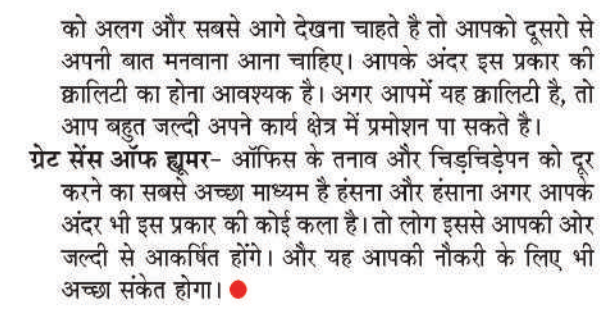 को अलग और सबसे आगे देखना चाहते है तो आपको दूसरो से
अपनी बात मनवाना आना चाहिए। आपके अंदर इस प्रकार की
क्वालिटी का होना आवश्यक है। अगर आपमें यह क्वालिटी है, तो
आप बहुत जल्दी अपने कार्य क्षेत्र में प्रमोशन पा सकते है।
ग्रेट सेंस ऑफ ह्यूमर- ऑफिस के तनाव और चिड़चिड़ेपन को दूर
करने का सबसे अच्छा माध्यम है हंसना और हंसाना अगर आपके
अंदर भी इस प्रकार की कोई कला है। तो लोग इससे आपकी ओर
जल्दी से आकर्षित होंगे। और यह आपकी नौकरी के लिए भी
अच्छा संकेत होगा।